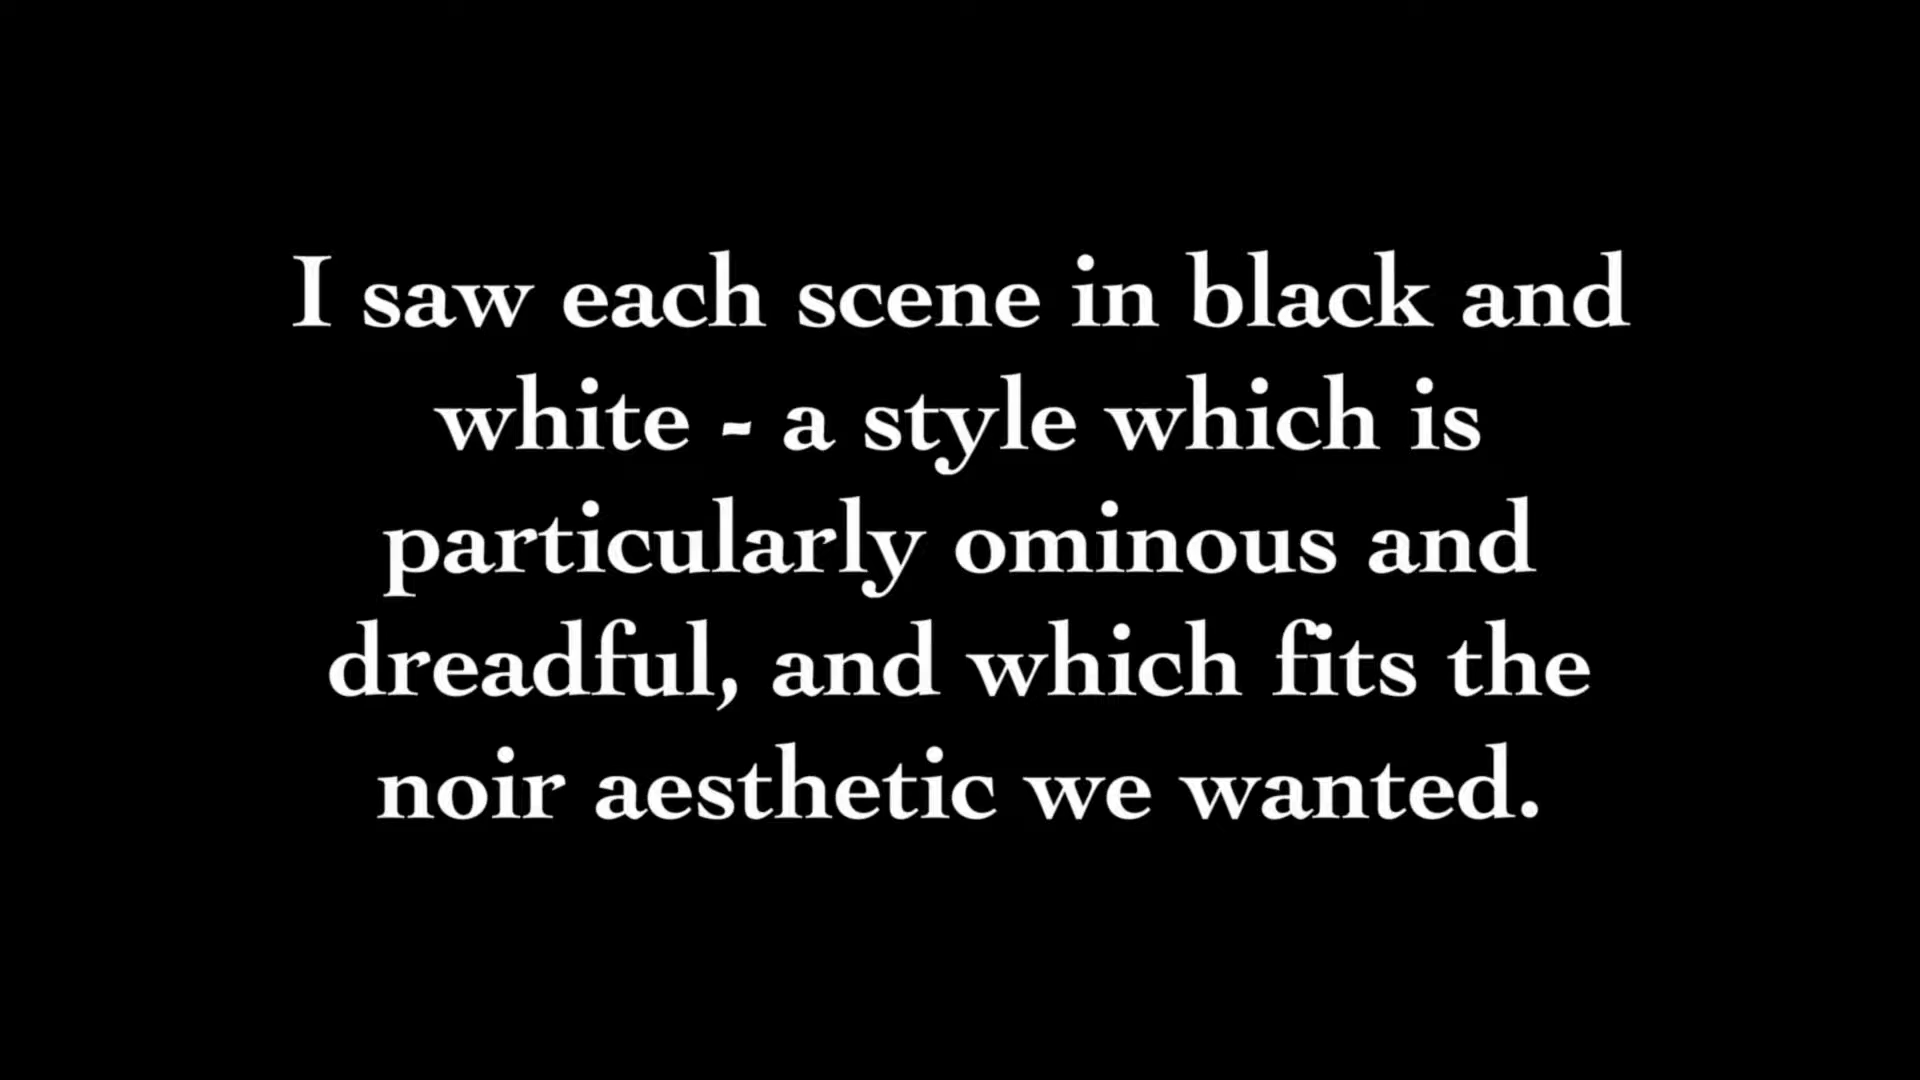 I saw each scene in black and
white - a style which is
particularly ominous and
dreadful, and which fits the
noir aesthetic we wanted.